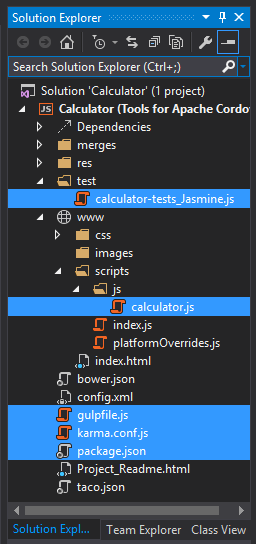 Solution Explorer
Search Solution Explorer (Ctrl+;)
Solution 'Calculator' (1 project)
JS Calculator (Tools for Apache Cordov
Dependencies
merges
res
test
calculator-tests_Jasmine.js
www
css
images
scripts
js
calculator.js
index.js
platformOverrides.js
index.html
bower.json
config.xml
gulpfile.js
karma.conf.js
package.json
Project_Readme.html
taco.json
Solution Expl... Team Explorer Class View